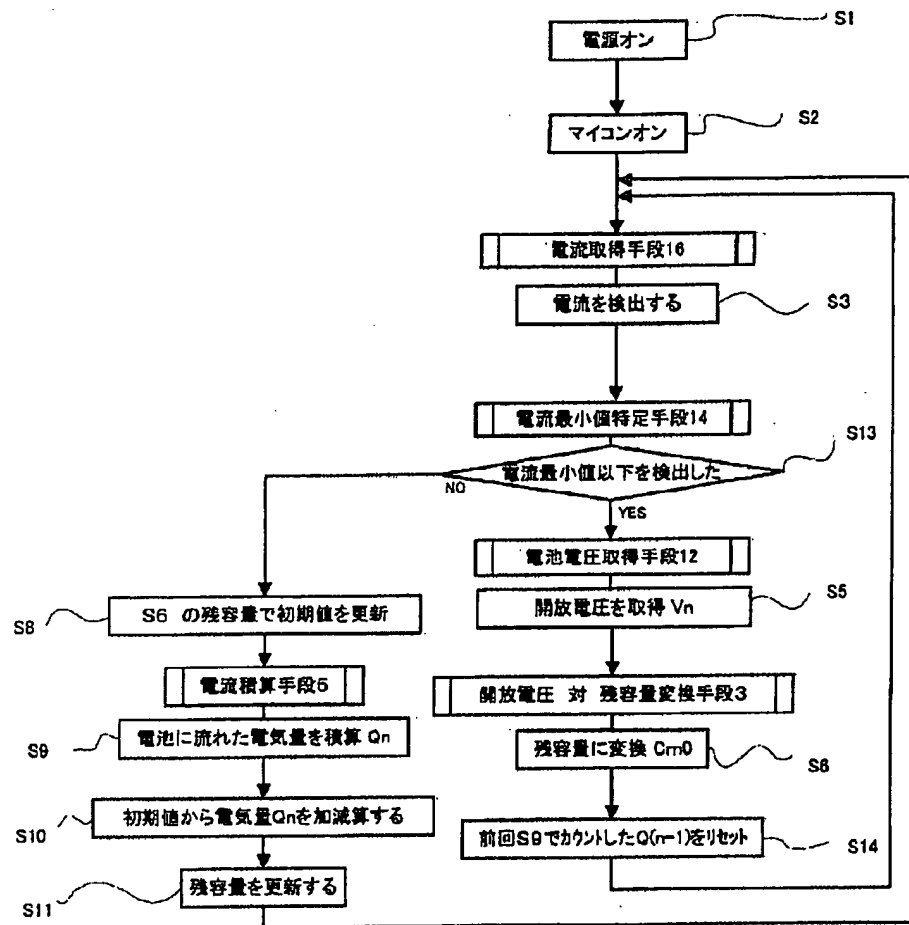 電源オン
S1
マイコンオン
S2
電流取得手段16
電流を検出する
S3
電流最小値特定手段14
電流最小値以下を検出した
S13
NO
YES
電池電圧取得手段12
開放電圧を取得 Vn
S5
S8
S6 の残容量で初期値を更新
電流積算手段5
開放電圧 対 残容量変換手段3
S9
電池に流れた電気量を積算 Qn
残容量に変換 Crn0
S6
S10
初期値から電気量Qnを加減算する
前回S9でカウントしたQ(n-1)をリセット
S14
S11
残容量を更新する